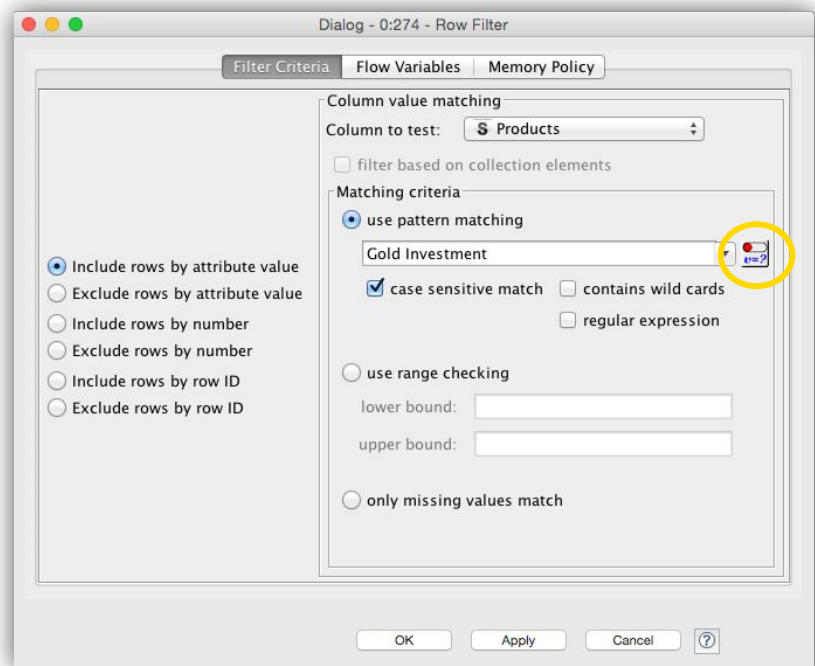 Dialog - 0:274 - Row Filter
Filter Criteria Flow Variables Memory Policy
Include rows by attribute value
Exclude rows by attribute value
Include rows by number
Exclude rows by number
Include rows by row ID
Exclude rows by row ID
Column value matching
Column to test: S Products
filter based on collection elements
Matching criteria
use pattern matching
Gold Investment v=?
case sensitive match contains wild cards
regular expression
use range checking
lower bound:
upper bound:
only missing values match
OK Apply Cancel ?